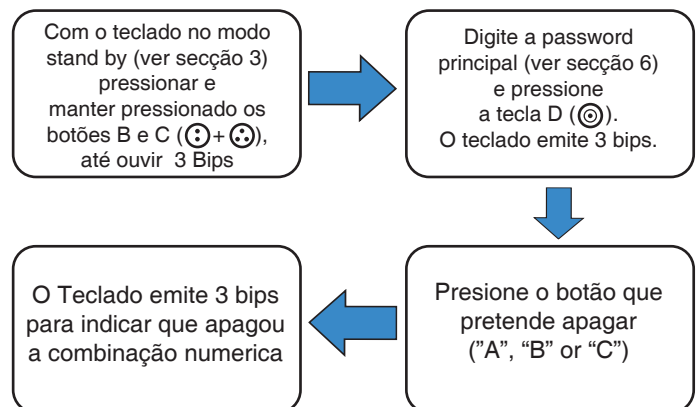 Com o teclado no modo
stand by (ver secção 3)
pressionar e
manter pressionado os
botões B e C ( + ),
até ouvir 3 Bips
Digite a password
principal (ver secção 6)
e pressione
a tecla D ( ).
O teclado emite 3 bips.
Presione o botão que
pretende apagar
("A", “B” or “C”)
O Teclado emite 3 bips
para indicar que apagou
a combinação numerica